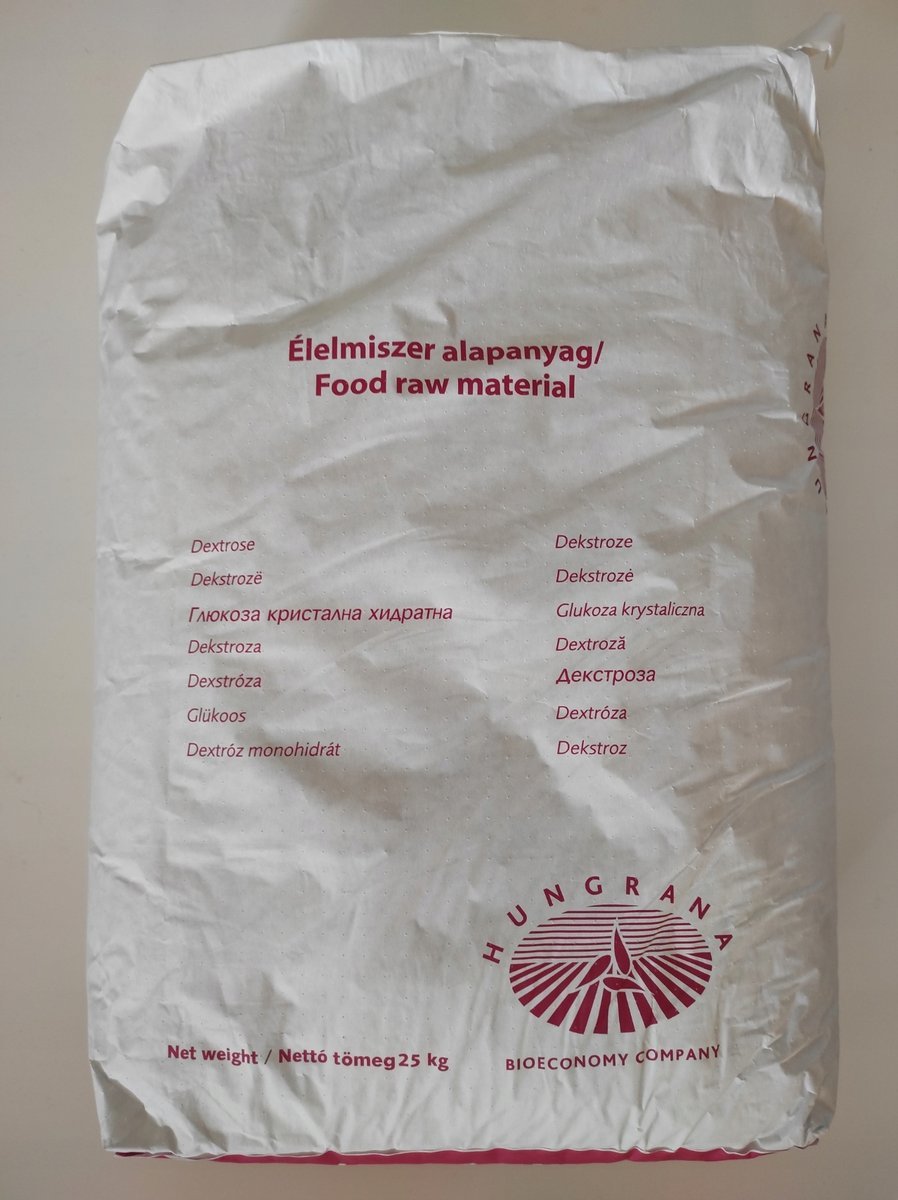 Élelmiszer alapanyag/
Food raw material
Dextrose
Dekstrozë
Глюкоза кристална хидратна
Dekstroza
Dexstróza
Glükoos
Dextróz monohidrát
Dekstroze
Dekstrozė
Glukoza krystaliczna
Dextroză
Декстроза
Dextróza
Dekstroz
HUNGRANA
BIOECONOMY COMPANY
Net weight / Nettó tömeg 25 kg